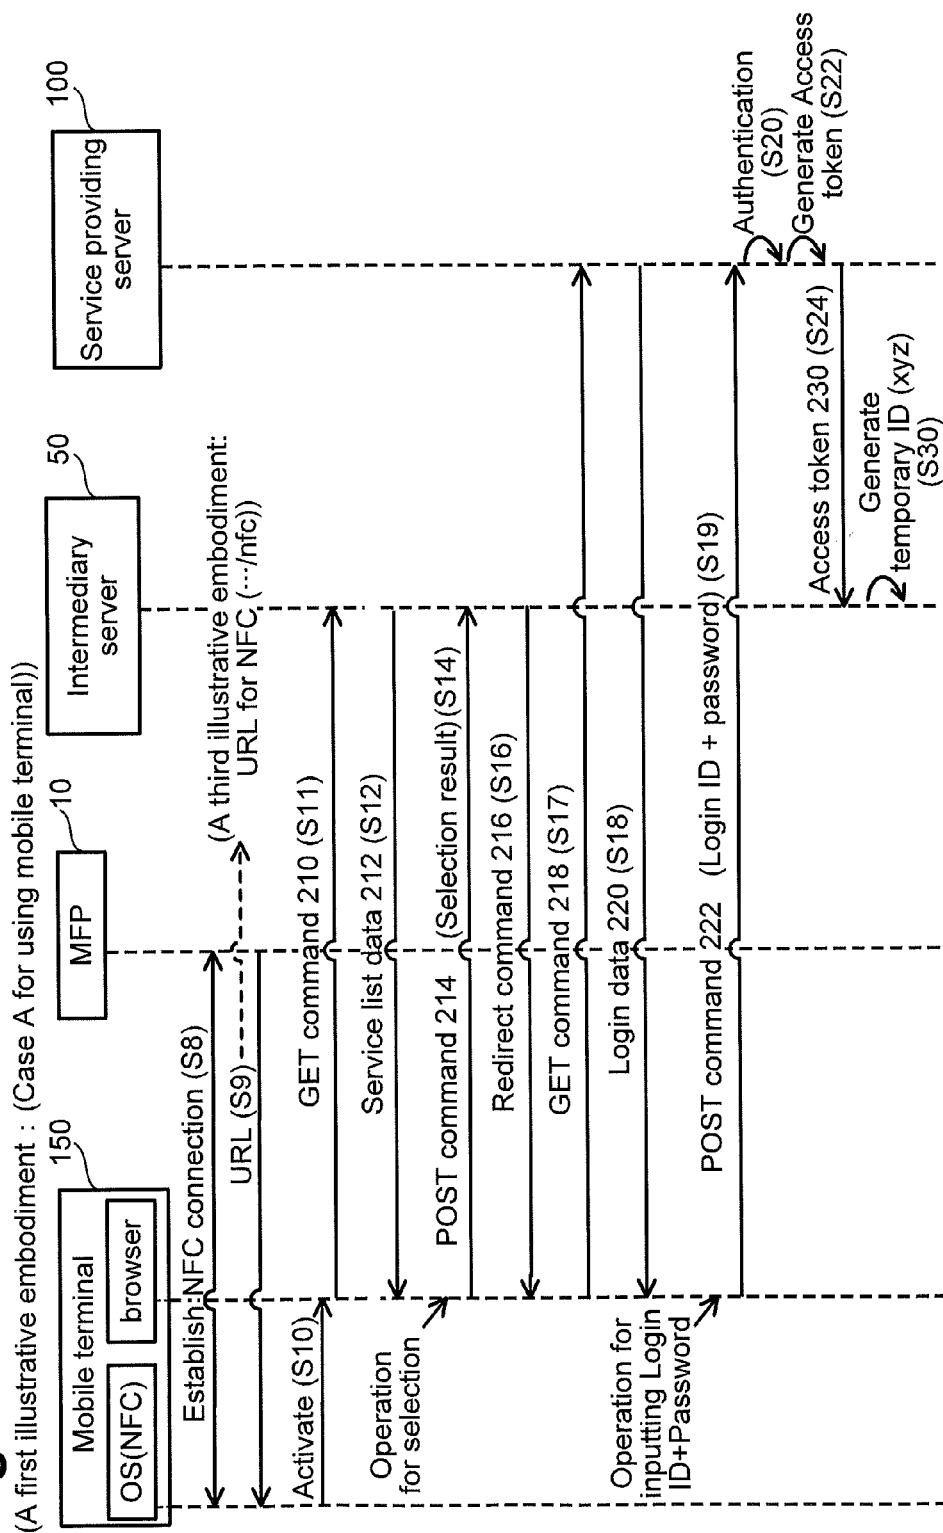 (A first illustrative embodiment : (Case A for using mobile terminal))
150
Mobile terminal
OS(NFC)
browser
10
MFP
50
Intermediary
server
100
Service providing
server
Establish NFC connection (S8)
URL (S9)
(A third illustrative embodiment:
URL for NFC (···/nfc))
Activate (S10)
GET command 210 (S11)
Service list data 212 (S12)
Operation
for selection
POST command 214 (Selection result) (S14)
Redirect command 216 (S16)
GET command 218 (S17)
Login data 220 (S18)
Operation for
inputting Login
ID+Password
POST command 222 (Login ID + password) (S19)
Authentication
(S20)
Generate Access
token (S22)
Access token 230 (S24)
Generate
temporary ID (xyz)
(S30)